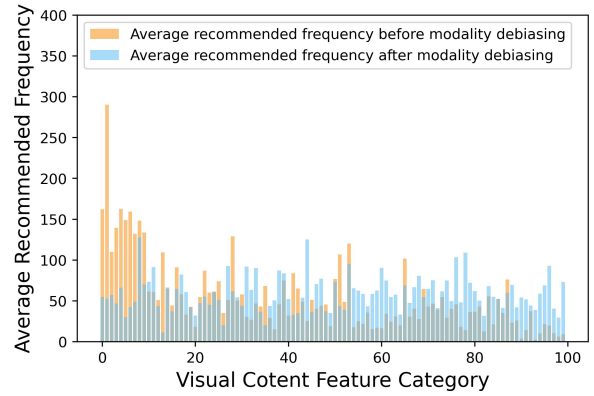 Average Recommended Frequency
400
350
300
250
200
150
100
50
0
Average recommended frequency before modality debiasing
Average recommended frequency after modality debiasing
0 20 40 60 80 100
Visual Cotent Feature Category